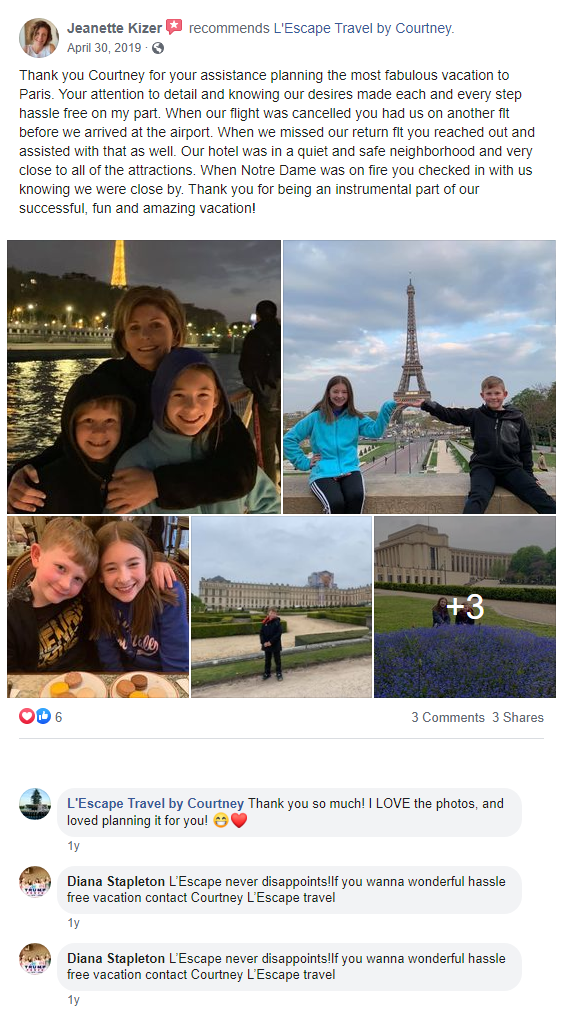 Jeanette Kizer recommends L'Escape Travel by Courtney.
April 30, 2019 ·
Thank you Courtney for your assistance planning the most fabulous vacation to
Paris. Your attention to detail and knowing our desires made each and every step
hassle free on my part. When our flight was cancelled you had us on another flt
before we arrived at the airport. When we missed our return flt you reached out and
assisted with that as well. Our hotel was in a quiet and safe neighborhood and very
close to all of the attractions. When Notre Dame was on fire you checked in with us
knowing we were close by. Thank you for being an instrumental part of our
successful, fun and amazing vacation!
+3
6 3 Comments 3 Shares
L'Escape Travel by Courtney Thank you so much! I LOVE the photos, and
loved planning it for you! 😁❤️
1y
Diana Stapleton L'Escape never disappoints!If you wanna wonderful hassle
free vacation contact Courtney L'Escape travel
1y
Diana Stapleton L'Escape never disappoints!If you wanna wonderful hassle
free vacation contact Courtney L'Escape travel
1y